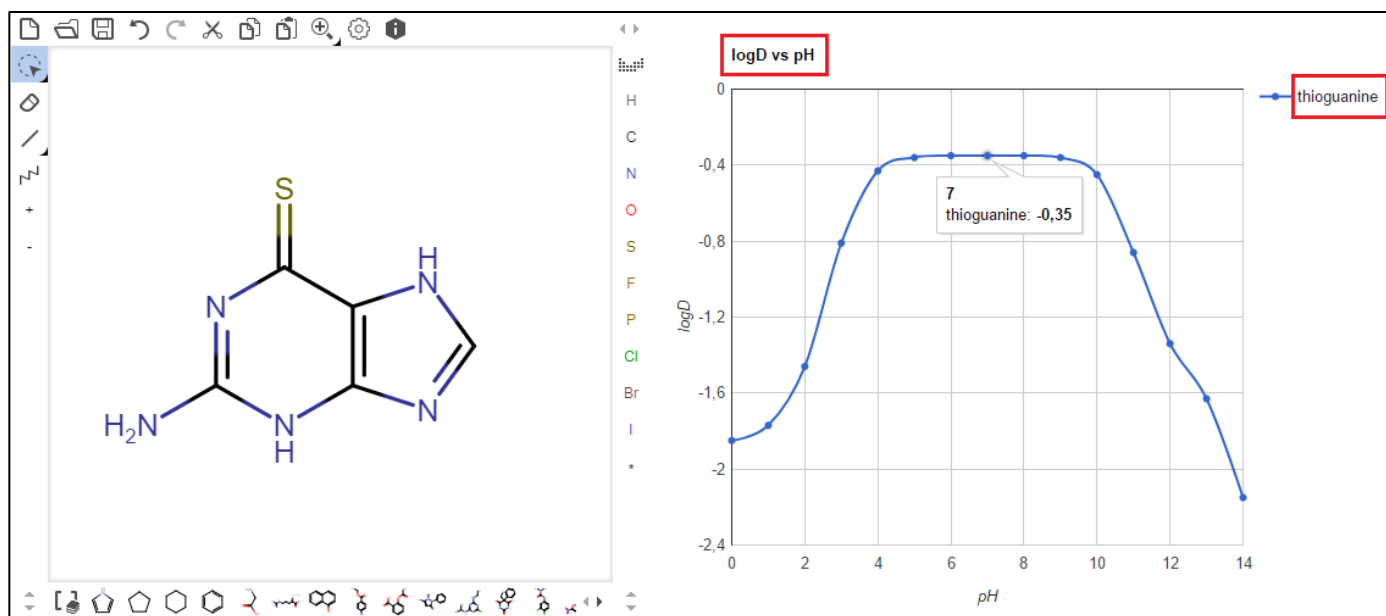 H
C
N
O
S
F
P
Cl
Br
I
*
+
-
S
H
N
N
N
N
H
H₂N
logD vs pH
thioguanine
0
-0,4
-0,8
-1,2
-1,6
-2
-2,4
logD
7
thioguanine: -0,35
0
2
4
6
8
10
12
14
pH